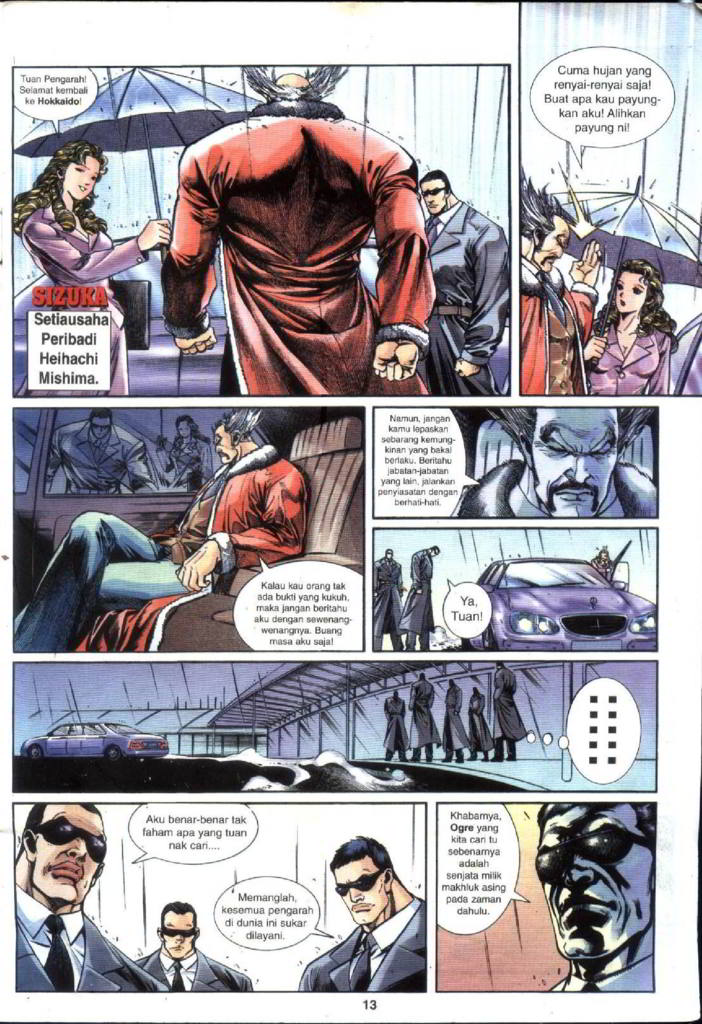 Tuan Pengarah!
Selamat kembali
ke Hokkaido!
SIZUKA
Setiausaha
Peribadi
Heihachi
Mishima.
Cuma hujan yang
renyai-renyai saja!
Buat apa kau payung-
kan aku! Alihkan
payung ni!
Kalau kau orang tak
ada bukti yang kukuh,
maka jangan beritahu
aku dengan sewenang-
wenangnya. Buang
masa aku saja!
Namun, jangan
kamu lepaskan
sebarang kemung-
kinan yang bakal
berlaku. Beritahu
jabatan-jabatan
yang lain, jalankan
penyiasatan dengan
berhati-hati.
Ya,
Tuan!
Aku benar-benar tak
faham apa yang tuan
nak cari....
Memanglah,
kesemua pengarah
di dunia ini sukar
dilayani.
Khabarnya,
Ogre yang
kita cari tu
sebenarnya
adalah
senjata milik
makhluk asing
pada zaman
dahulu.
13